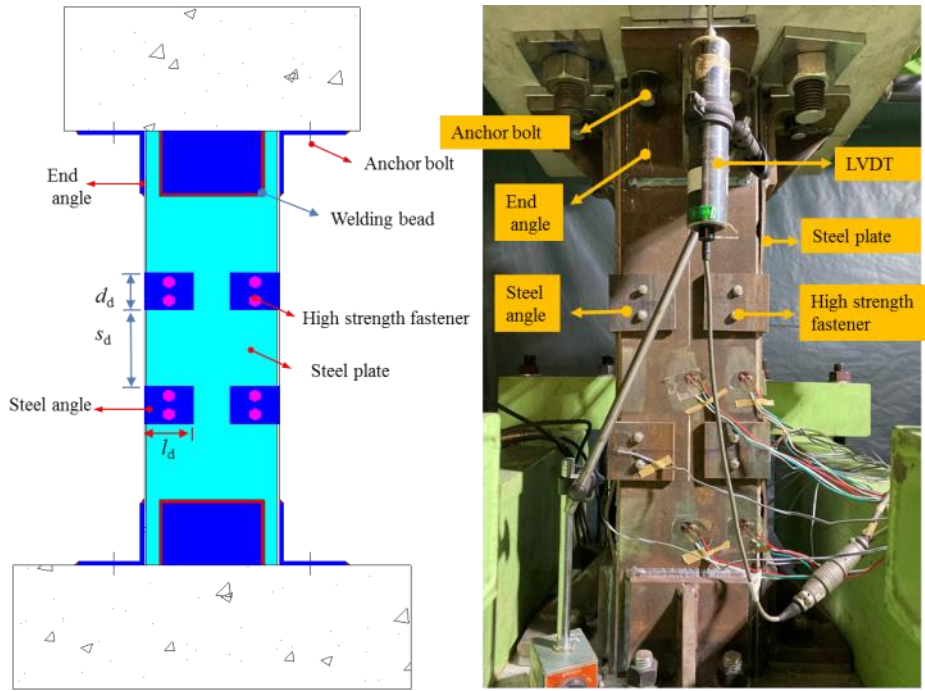 Anchor bolt
End
angle
Welding bead
d_d
s_d
High strength fastener
Steel plate
Steel angle
l_d
Anchor bolt
LVDT
End
angle
Steel plate
Steel
angle
High strength
fastener